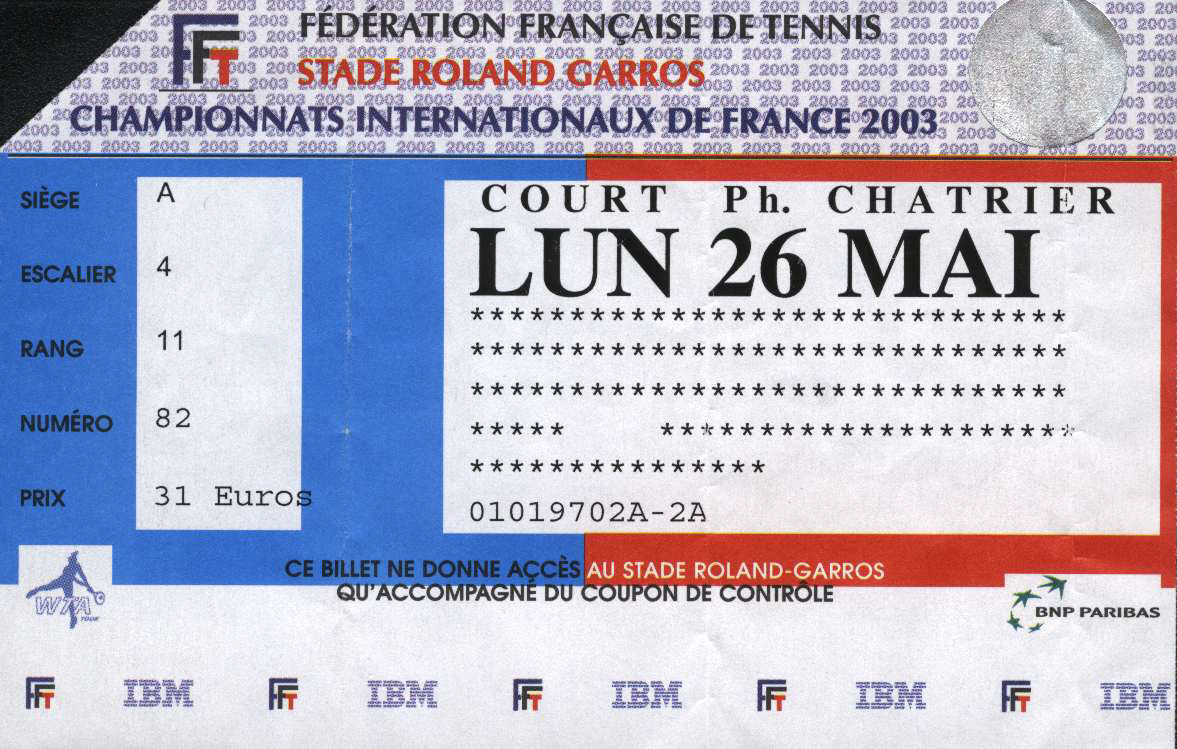 FFT
FÉDÉRATION FRANÇAISE DE TENNIS
STADE ROLAND GARROS
CHAMPIONNATS INTERNATIONAUX DE FRANCE 2003
SIÈGE A
ESCALIER 4
RANG 11
NUMÉRO 82
PRIX 31 Euros
COURT Ph. CHATRIER
LUN 26 MAI
******************************
******************************
******************************
***** *********************
***************
01019702A-2A
CE BILLET NE DONNE ACCÈS AU STADE ROLAND-GARROS
QU'ACCOMPAGNÉ DU COUPON DE CONTRÔLE
WTA
TOUR
BNP PARIBAS
FFT IBM FFT IBM FFT IBM FFT IBM FFT IBM